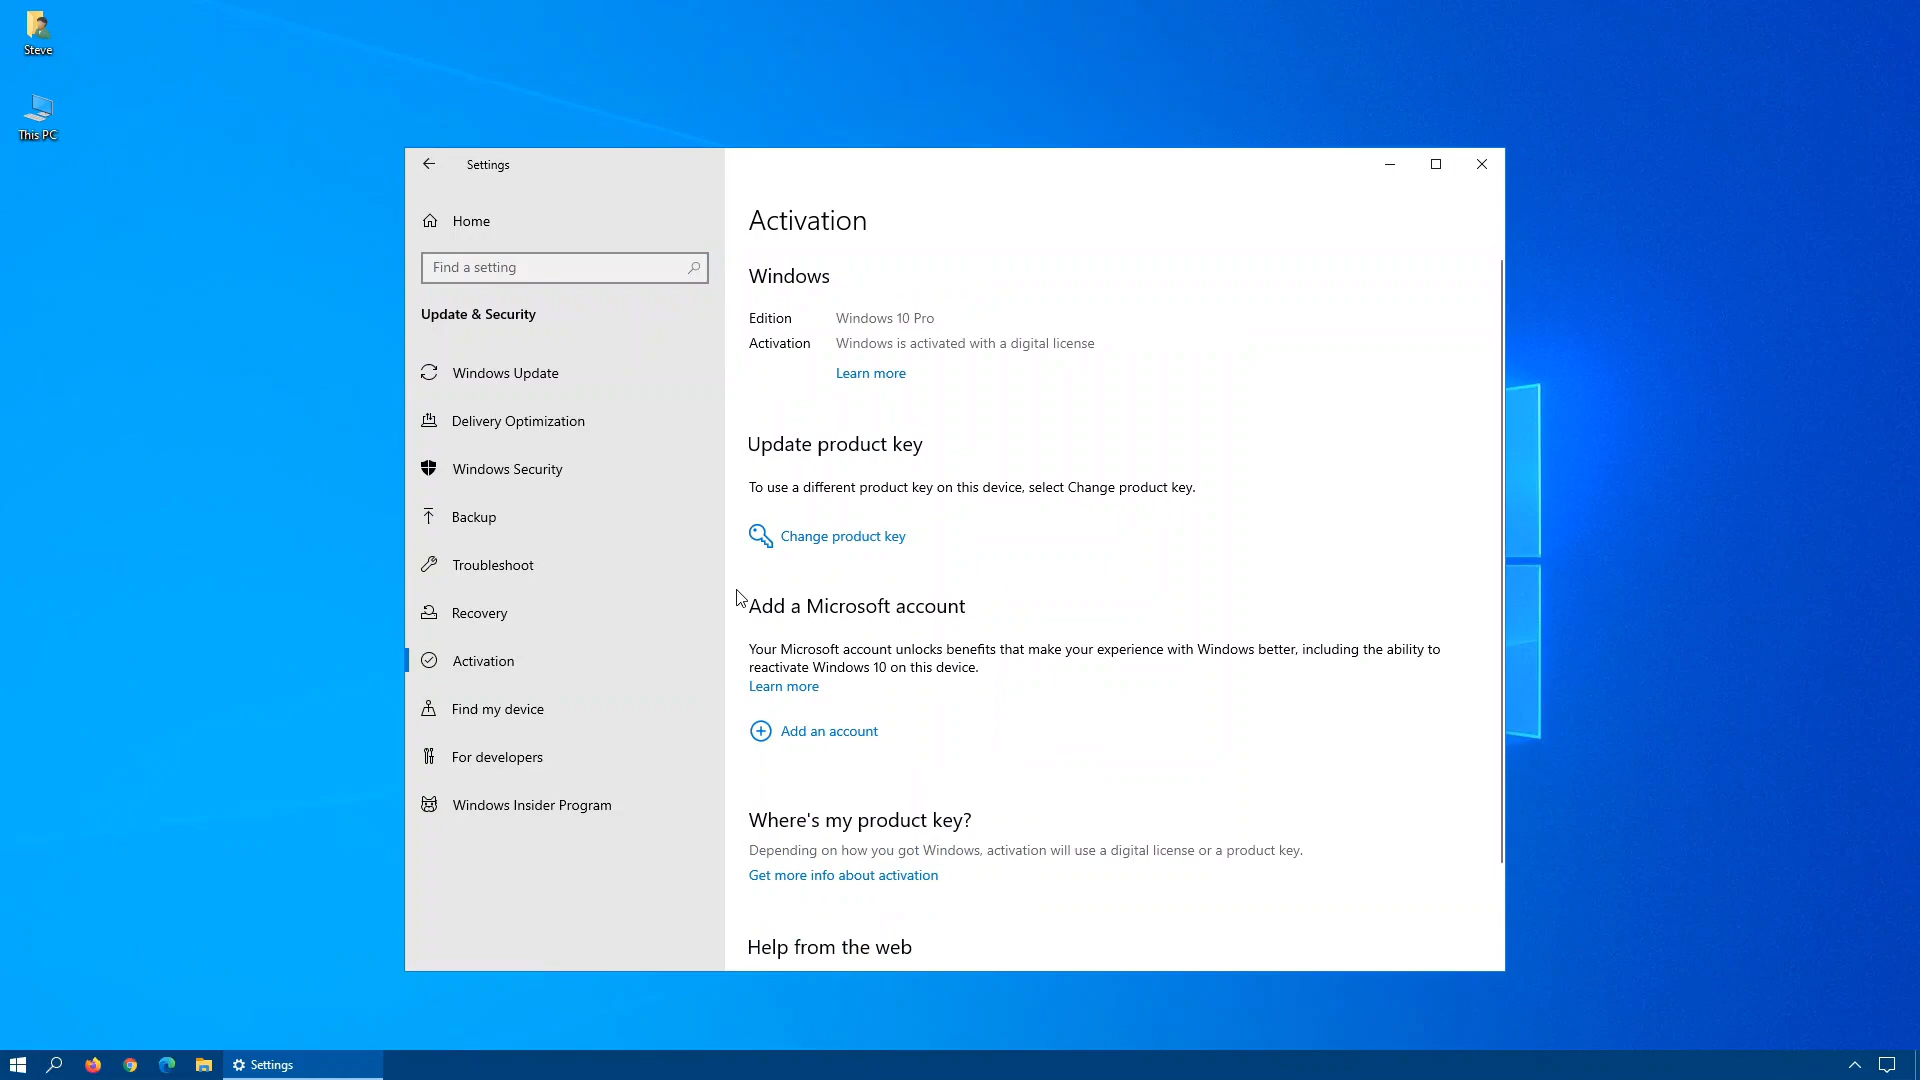 Steve
This PC
Settings
Home
Find a setting
Update & Security
Windows Update
Delivery Optimization
Windows Security
Backup
Troubleshoot
Recovery
Activation
Find my device
For developers
Windows Insider Program
Activation
Windows
Edition Windows 10 Pro
Activation Windows is activated with a digital license
Learn more
Update product key
To use a different product key on this device, select Change product key.
Change product key
Add a Microsoft account
Your Microsoft account unlocks benefits that make your experience with Windows better, including the ability to
reactivate Windows 10 on this device.
Learn more
Add an account
Where's my product key?
Depending on how you got Windows, activation will use a digital license or a product key.
Get more info about activation
Help from the web
Settings